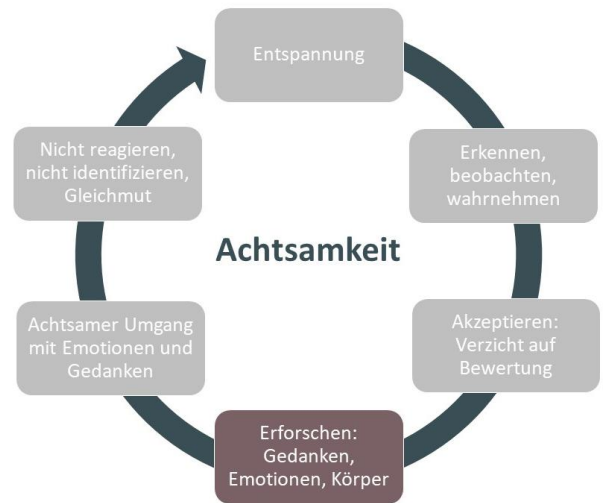 Entspannung
Erkennen,
beobachten,
wahrnehmen
Akzeptieren:
Verzicht auf
Bewertung
Erforschen:
Gedanken,
Emotionen, Körper
Achtsamer Umgang
mit Emotionen und
Gedanken
Nicht reagieren,
nicht identifizieren,
Gleichmut
Achtsamkeit